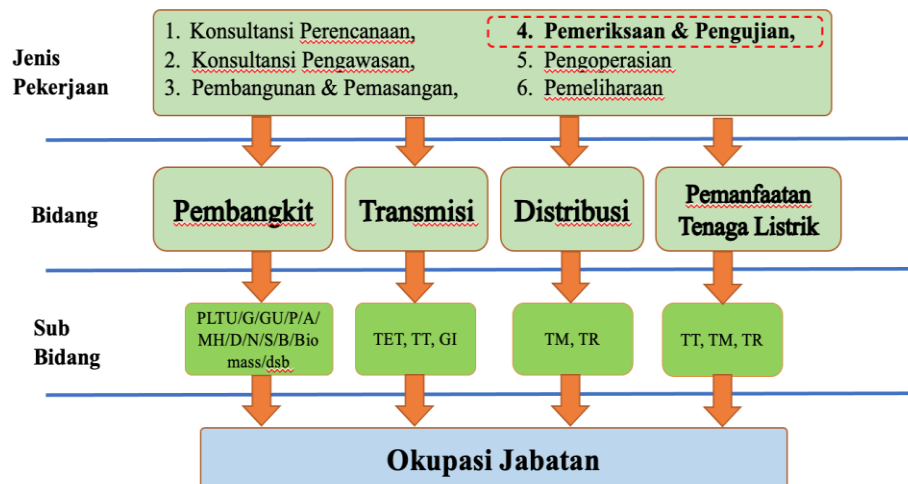 Jenis
Pekerjaan
1. Konsultansi Perencanaan,
2. Konsultansi Pengawasan,
3. Pembangunan & Pemasangan,
4. Pemeriksaan & Pengujian,
5. Pengoperasian
6. Pemeliharaan
Bidang
Pembangkit
Transmisi
Distribusi
Pemanfaatan
Tenaga Listrik
Sub
Bidang
PLTU/G/GU/P/A/
MH/D/N/S/B/Bio
mass/dsb
TET, TT, GI
TM, TR
TT, TM, TR
Okupasi Jabatan